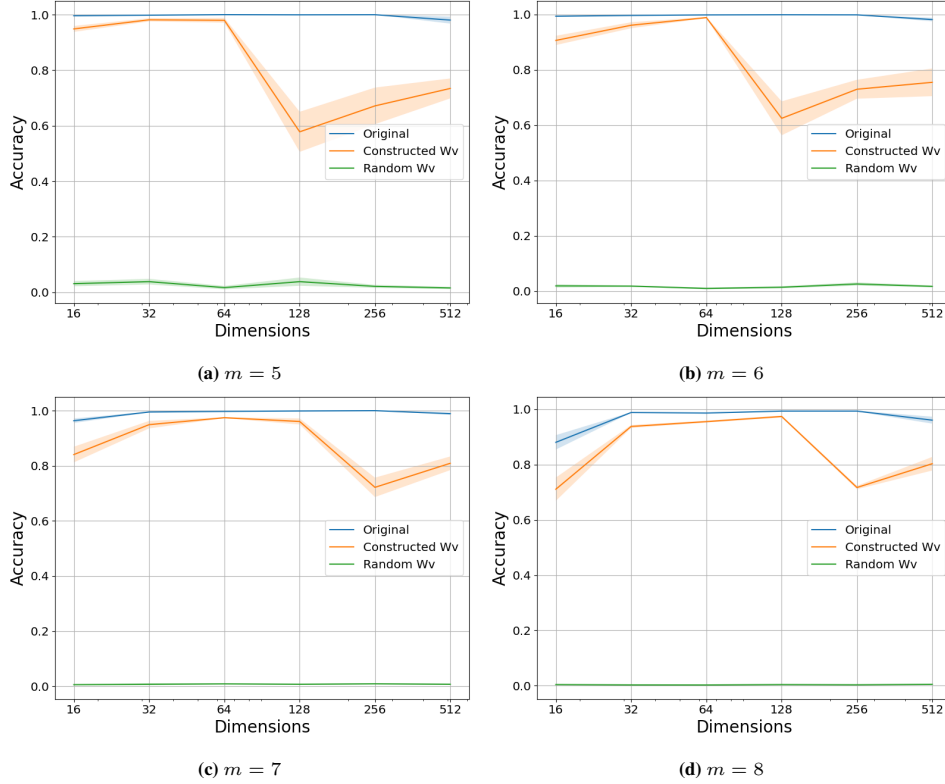 1.0
0.8
0.6
0.4
0.2
0.0
Accuracy
Original
Constructed Wv
Random Wv
16 32 64 128 256 512
Dimensions
(a) m = 5
1.0
0.8
0.6
0.4
0.2
0.0
Accuracy
Original
Constructed Wv
Random Wv
16 32 64 128 256 512
Dimensions
(b) m = 6
1.0
0.8
0.6
0.4
0.2
0.0
Accuracy
Original
Constructed Wv
Random Wv
16 32 64 128 256 512
Dimensions
(c) m = 7
1.0
0.8
0.6
0.4
0.2
0.0
Accuracy
Original
Constructed Wv
Random Wv
16 32 64 128 256 512
Dimensions
(d) m = 8